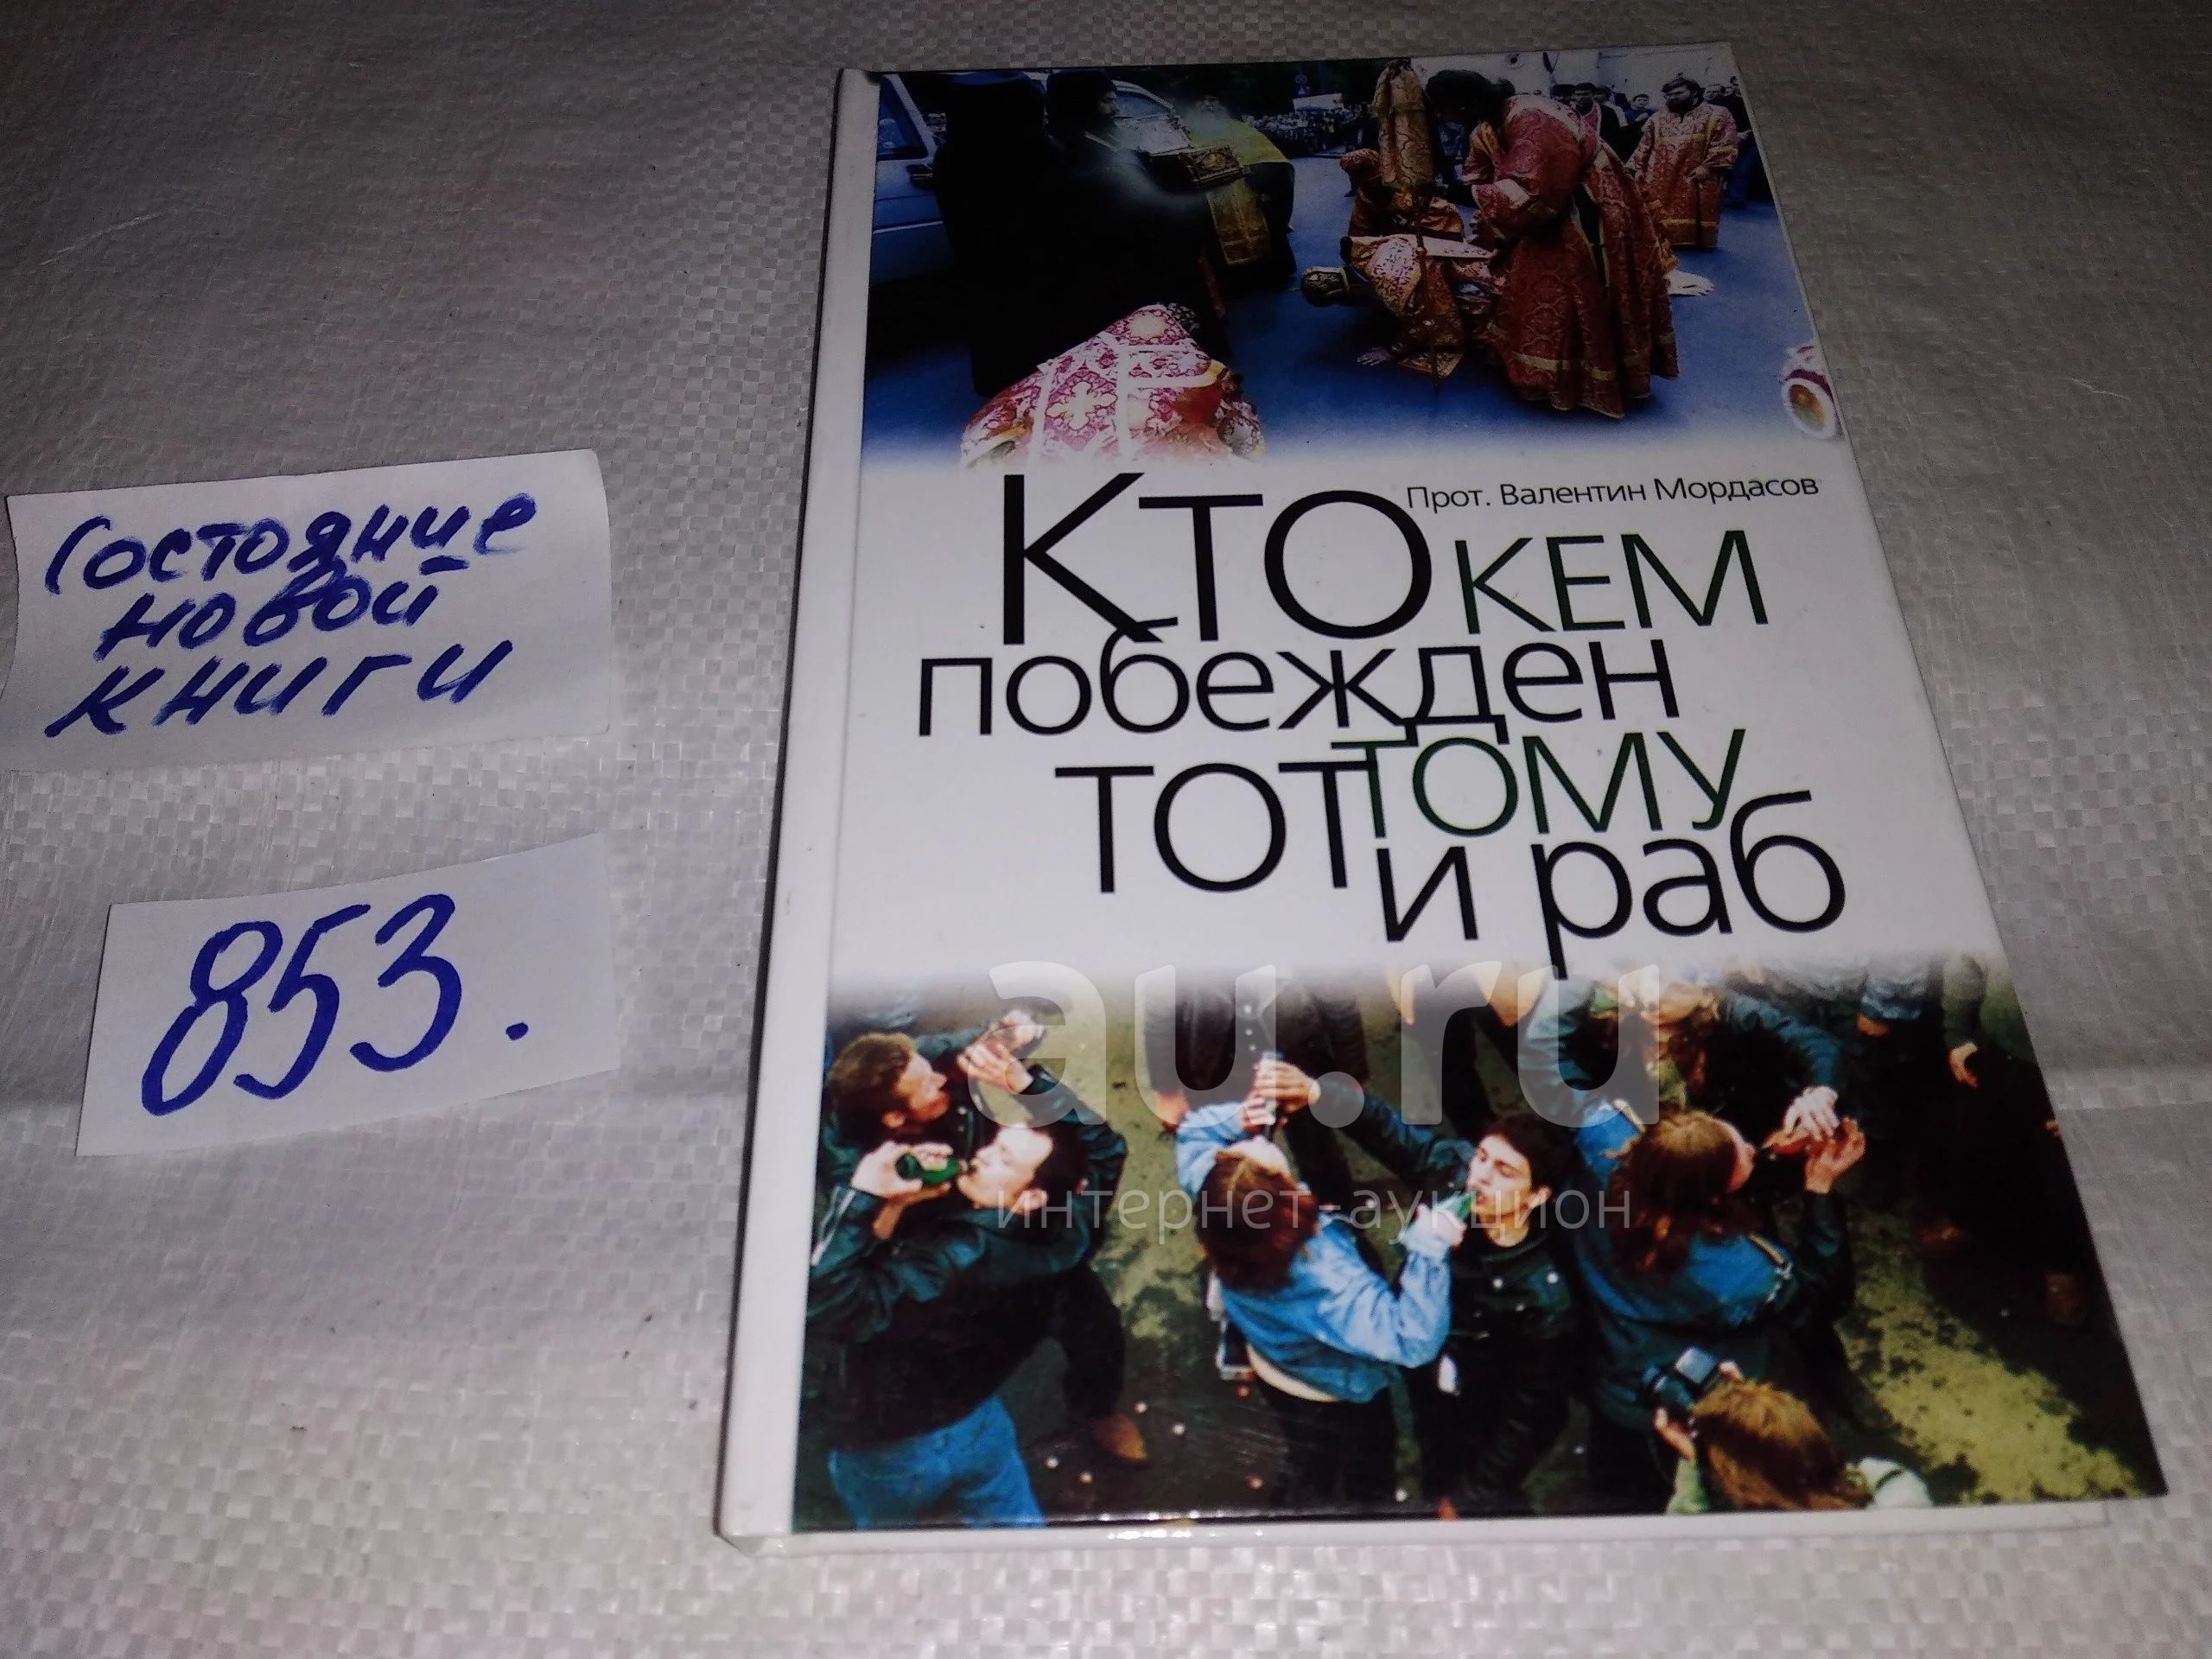 Состояние
новой
книги
853.
Прот. Валентин Мордасов
Кто кем
побежден
тот тому
и раб
au.ru
интернет-аукцион